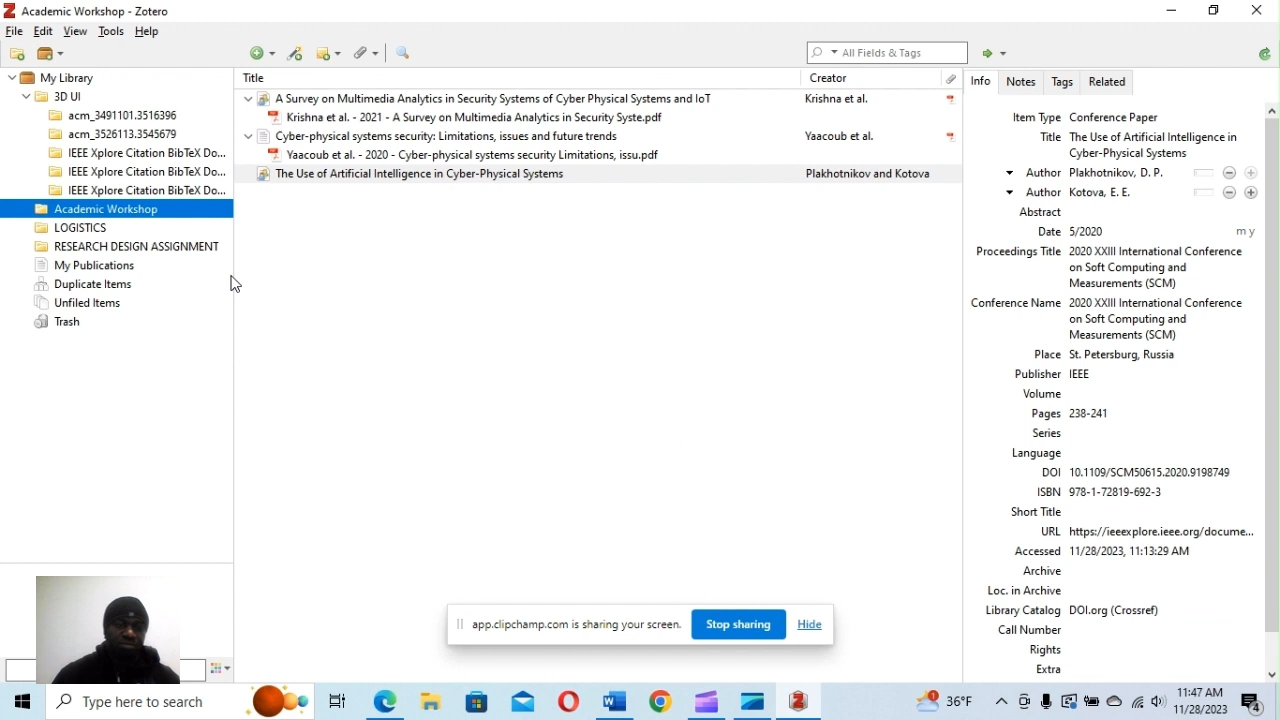 Academic Workshop - Zotero
File Edit View Tools Help
All Fields & Tags
My Library
3D UI
acm_3491101.3516396
acm_3526113.3545679
IEEE Xplore Citation BibTeX Do...
IEEE Xplore Citation BibTeX Do...
IEEE Xplore Citation BibTeX Do...
Academic Workshop
LOGISTICS
RESEARCH DESIGN ASSIGNMENT
My Publications
Duplicate Items
Unfiled Items
Trash
Title Creator
A Survey on Multimedia Analytics in Security Systems of Cyber Physical Systems and IoT Krishna et al.
Krishna et al. - 2021 - A Survey on Multimedia Analytics in Security Syste.pdf
Cyber-physical systems security: Limitations, issues and future trends Yaacoub et al.
Yaacoub et al. - 2020 - Cyber-physical systems security Limitations, issu.pdf
The Use of Artificial Intelligence in Cyber-Physical Systems Plakhotnikov and Kotova
Info Notes Tags Related
Item Type Conference Paper
Title The Use of Artificial Intelligence in
Cyber-Physical Systems
Author Plakhotnikov, D. P.
Author Kotova, E. E.
Abstract
Date 5/2020 m y
Proceedings Title 2020 XXIII International Conference
on Soft Computing and
Measurements (SCM)
Conference Name 2020 XXIII International Conference
on Soft Computing and
Measurements (SCM)
Place St. Petersburg, Russia
Publisher IEEE
Volume
Pages 238-241
Series
Language
DOI 10.1109/SCM50615.2020.9198749
ISBN 978-1-72819-692-3
Short Title
URL https://ieeexplore.ieee.org/docume...
Accessed 11/28/2023, 11:13:29 AM
Archive
Loc. in Archive
Library Catalog DOI.org (Crossref)
Call Number
Rights
Extra
app.clipchamp.com is sharing your screen. Stop sharing Hide
Type here to search
36°F
11:47 AM
11/28/2023
4